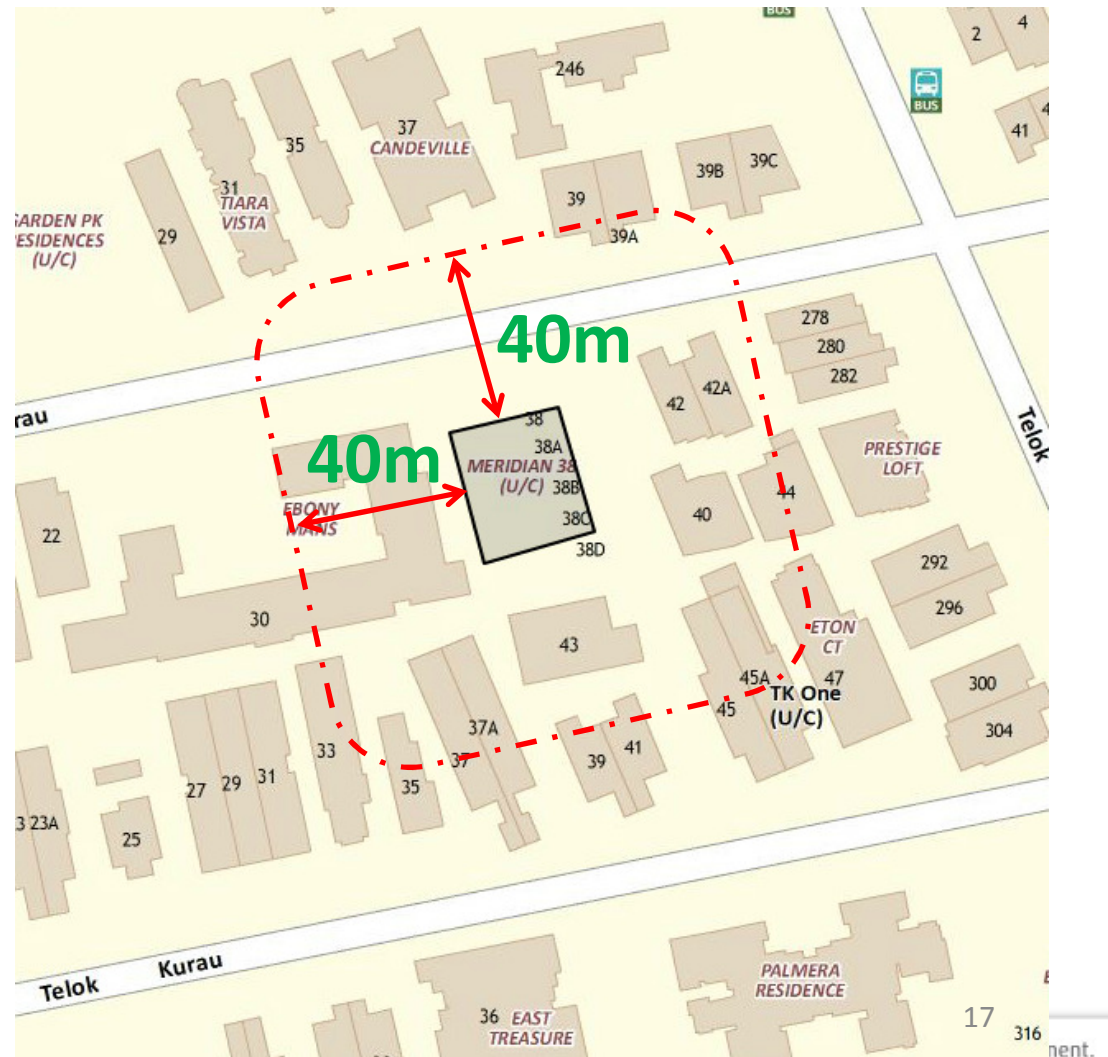 BUS
2
4
246
BUS
37
CANDEVILLE
35
41
39B
39C
31
TIARA
VISTA
39
39A
29
GARDEN PK
RESIDENCES
(U/C)
278
40m
280
282
42A
42
Telok
38
38A
MERIDIAN 38
(U/C)
38B
38C
38D
40m
PRESTIGE
LOFT
44
40
EBONY
MANS
22
292
296
30
ETON
CT
43
45A
47
TK One
(U/C)
45
300
304
37A
37
33
39
41
35
27
29
31
23A
25
Telok
Kurau
PALMERA
RESIDENCE
36
EAST
TREASURE
17
316